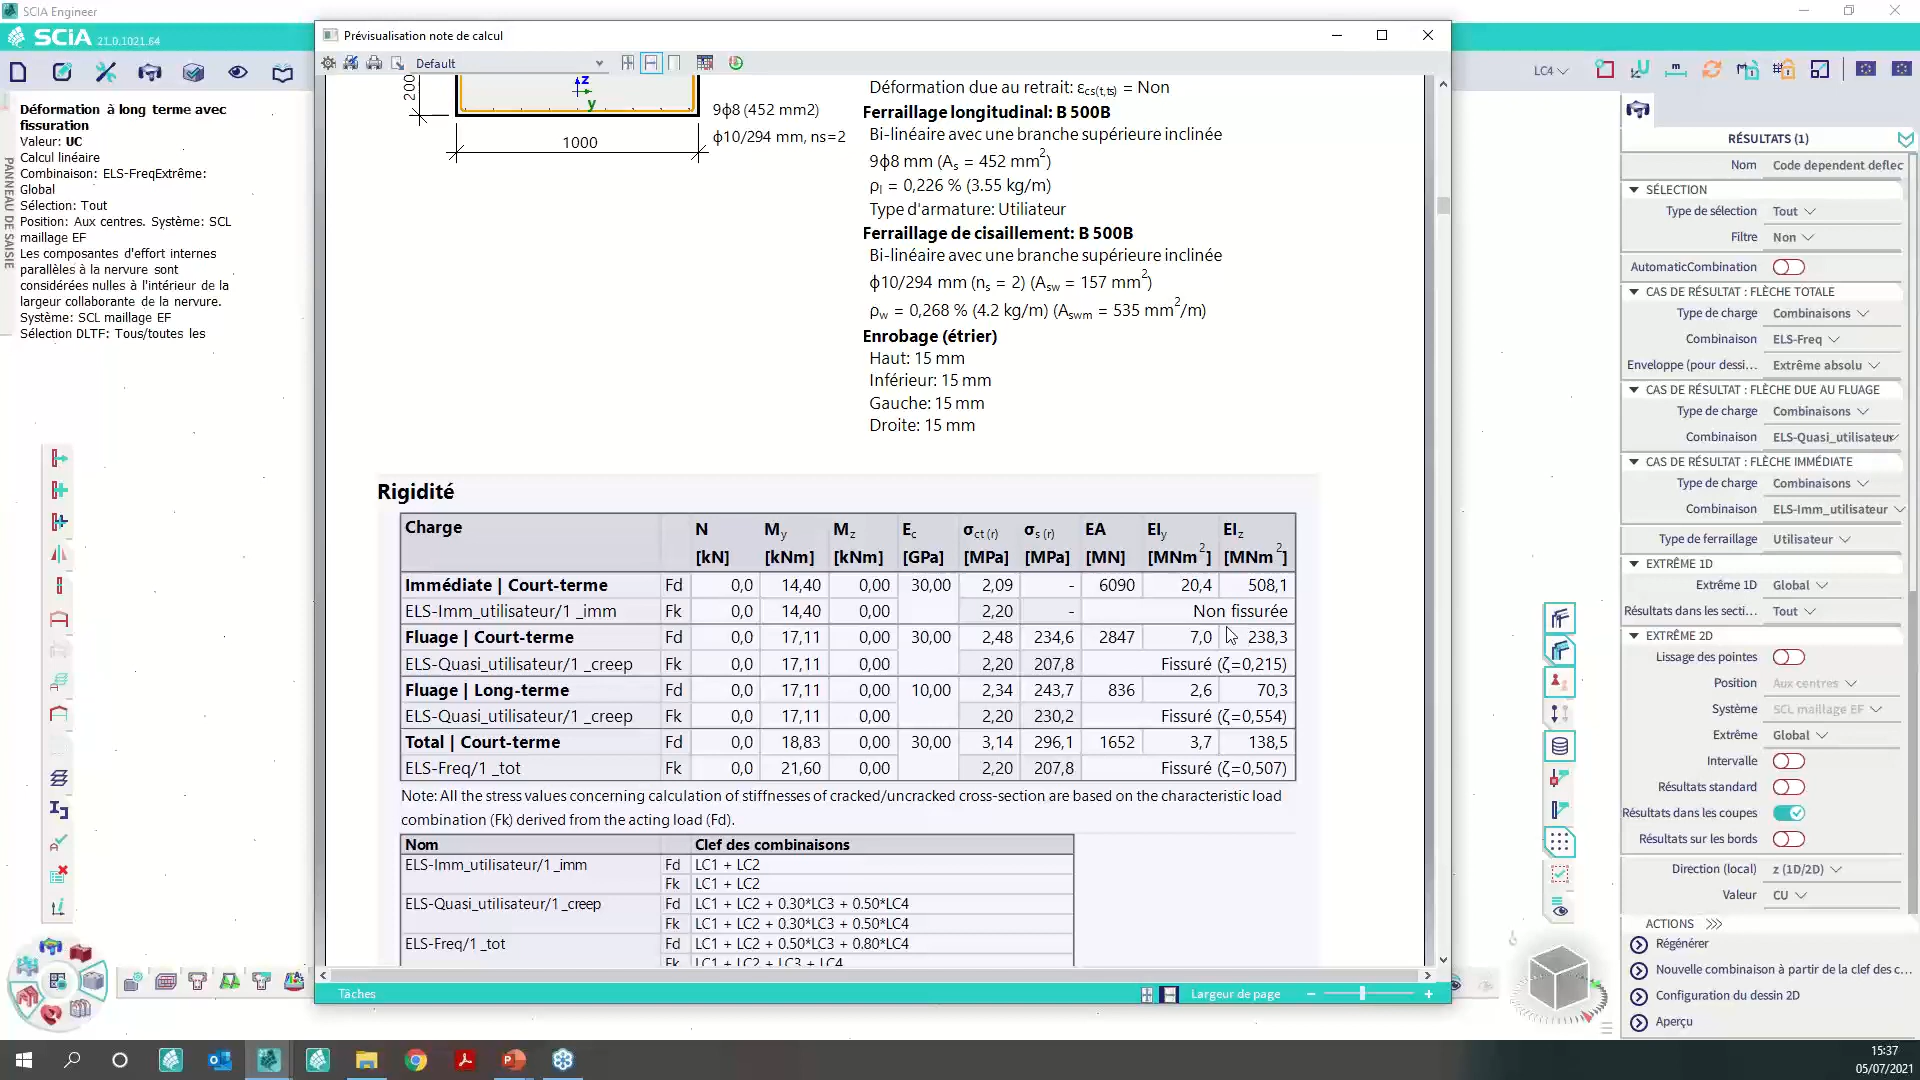 SCiA Engineer
SCiA 21.0.1021.64
Déformation à long terme avec
fissuration
Valeur: UC
Calcul linéaire
Combinaison: ELS-FreqExtrême:
Global
Sélection: Tout
Position: Aux centres. Système: SCL
maillage EF
Les composantes d'effort internes
parallèles à la nervure sont
considérées nulles à l'intérieur de la
largeur collaborante de la nervure.
Système: SCL maillage EF
Sélection DLTF: Tous/toutes les
PANNEAU DE SAISIE
Prévisualisation note de calcul
Default
200
z
y
1000
9ϕ8 (452 mm2)
ϕ10/294 mm, ns=2
Déformation due au retrait: εcs(t,ts) = Non
Ferraillage longitudinal: B 500B
Bi-linéaire avec une branche supérieure inclinée
9ϕ8 mm (As = 452 mm²)
ρl = 0,226 % (3.55 kg/m)
Type d'armature: Utiliateur
Ferraillage de cisaillement: B 500B
Bi-linéaire avec une branche supérieure inclinée
ϕ10/294 mm (ns = 2) (Asw = 157 mm²)
ρw = 0,268 % (4.2 kg/m) (Aswm = 535 mm²/m)
Enrobage (étrier)
Haut: 15 mm
Inférieur: 15 mm
Gauche: 15 mm
Droite: 15 mm
Rigidité
Charge N My Mz Ec σct (r) σs (r) EA EIy EIz
[kN] [kNm] [kNm] [GPa] [MPa] [MPa] [MN] [MNm²] [MNm²]
Immédiate | Court-terme Fd 0,0 14,40 0,00 30,00 2,09 - 6090 20,4 508,1
ELS-Imm_utilisateur/1 _imm Fk 0,0 14,40 0,00 2,20 - Non fissurée
Fluage | Court-terme Fd 0,0 17,11 0,00 30,00 2,48 234,6 2847 7,0 238,3
ELS-Quasi_utilisateur/1 _creep Fk 0,0 17,11 0,00 2,20 207,8 Fissuré (ζ=0,215)
Fluage | Long-terme Fd 0,0 17,11 0,00 10,00 2,34 243,7 836 2,6 70,3
ELS-Quasi_utilisateur/1 _creep Fk 0,0 17,11 0,00 2,20 230,2 Fissuré (ζ=0,554)
Total | Court-terme Fd 0,0 18,83 0,00 30,00 3,14 296,1 1652 3,7 138,5
ELS-Freq/1 _tot Fk 0,0 21,60 0,00 2,20 207,8 Fissuré (ζ=0,507)
Note: All the stress values concerning calculation of stiffnesses of cracked/uncracked cross-section are based on the characteristic load
combination (Fk) derived from the acting load (Fd).
Nom Clef des combinaisons
ELS-Imm_utilisateur/1 _imm Fd LC1 + LC2
Fk LC1 + LC2
ELS-Quasi_utilisateur/1 _creep Fd LC1 + LC2 + 0.30*LC3 + 0.50*LC4
Fk LC1 + LC2 + 0.30*LC3 + 0.50*LC4
ELS-Freq/1 _tot Fd LC1 + LC2 + 0.50*LC3 + 0.80*LC4
Fk LC1 + LC2 + LC3 + LC4
Tâches
Largeur de page
LC4
RÉSULTATS (1)
Nom Code dependent deflec
SÉLECTION
Type de sélection Tout
Filtre Non
AutomaticCombination
CAS DE RÉSULTAT : FLÈCHE TOTALE
Type de charge Combinaisons
Combinaison ELS-Freq
Enveloppe (pour dessi... Extrême absolu
CAS DE RÉSULTAT : FLÈCHE DUE AU FLUAGE
Type de charge Combinaisons
Combinaison ELS-Quasi_utilisateur
CAS DE RÉSULTAT : FLÈCHE IMMÉDIATE
Type de charge Combinaisons
Combinaison ELS-Imm_utilisateur
Type de ferraillage Utilisateur
EXTRÊME 1D
Extrême 1D Global
Résultats dans les secti... Tout
EXTRÊME 2D
Lissage des pointes
Position Aux centres
Système SCL maillage EF
Extrême Global
Intervalle
Résultats standard
Résultats dans les coupes
Résultats sur les bords
Direction (local) z (1D/2D)
Valeur CU
ACTIONS >>>
Régénérer
Nouvelle combinaison à partir de la clef des c...
Configuration du dessin 2D
Aperçu
15:37
05/07/2021